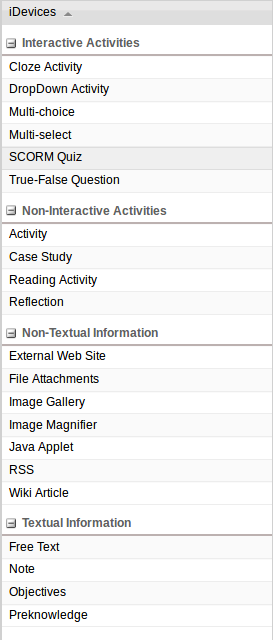 iDevices
Interactive Activities
Cloze Activity
DropDown Activity
Multi-choice
Multi-select
SCORM Quiz
True-False Question
Non-Interactive Activities
Activity
Case Study
Reading Activity
Reflection
Non-Textual Information
External Web Site
File Attachments
Image Gallery
Image Magnifier
Java Applet
RSS
Wiki Article
Textual Information
Free Text
Note
Objectives
Preknowledge